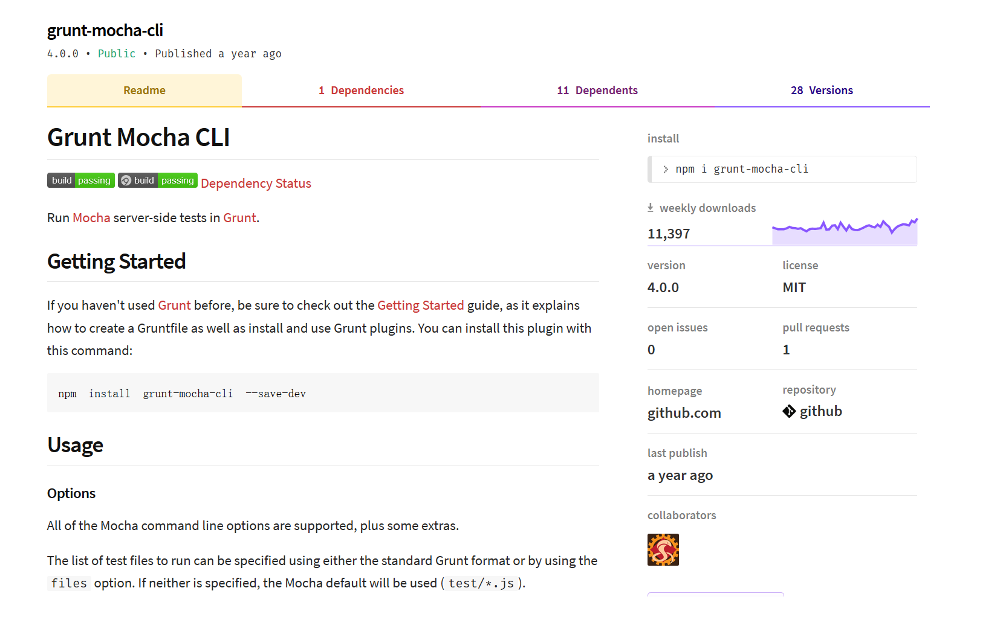 grunt-mocha-cli
4.0.0 • Public • Published a year ago
Readme
1 Dependencies
11 Dependents
28 Versions
Grunt Mocha CLI
build passing build passing Dependency Status
Run Mocha server-side tests in Grunt.
Getting Started
If you haven't used Grunt before, be sure to check out the Getting Started guide, as it explains
how to create a Gruntfile as well as install and use Grunt plugins. You can install this plugin with
this command:
npm install grunt-mocha-cli --save-dev
Usage
Options
All of the Mocha command line options are supported, plus some extras.
The list of test files to run can be specified using either the standard Grunt format or by using the
files option. If neither is specified, the Mocha default will be used ( test/*.js ).
install
> npm i grunt-mocha-cli
weekly downloads
11,397
version
4.0.0
license
MIT
open issues
0
pull requests
1
homepage
github.com
repository
github
last publish
a year ago
collaborators